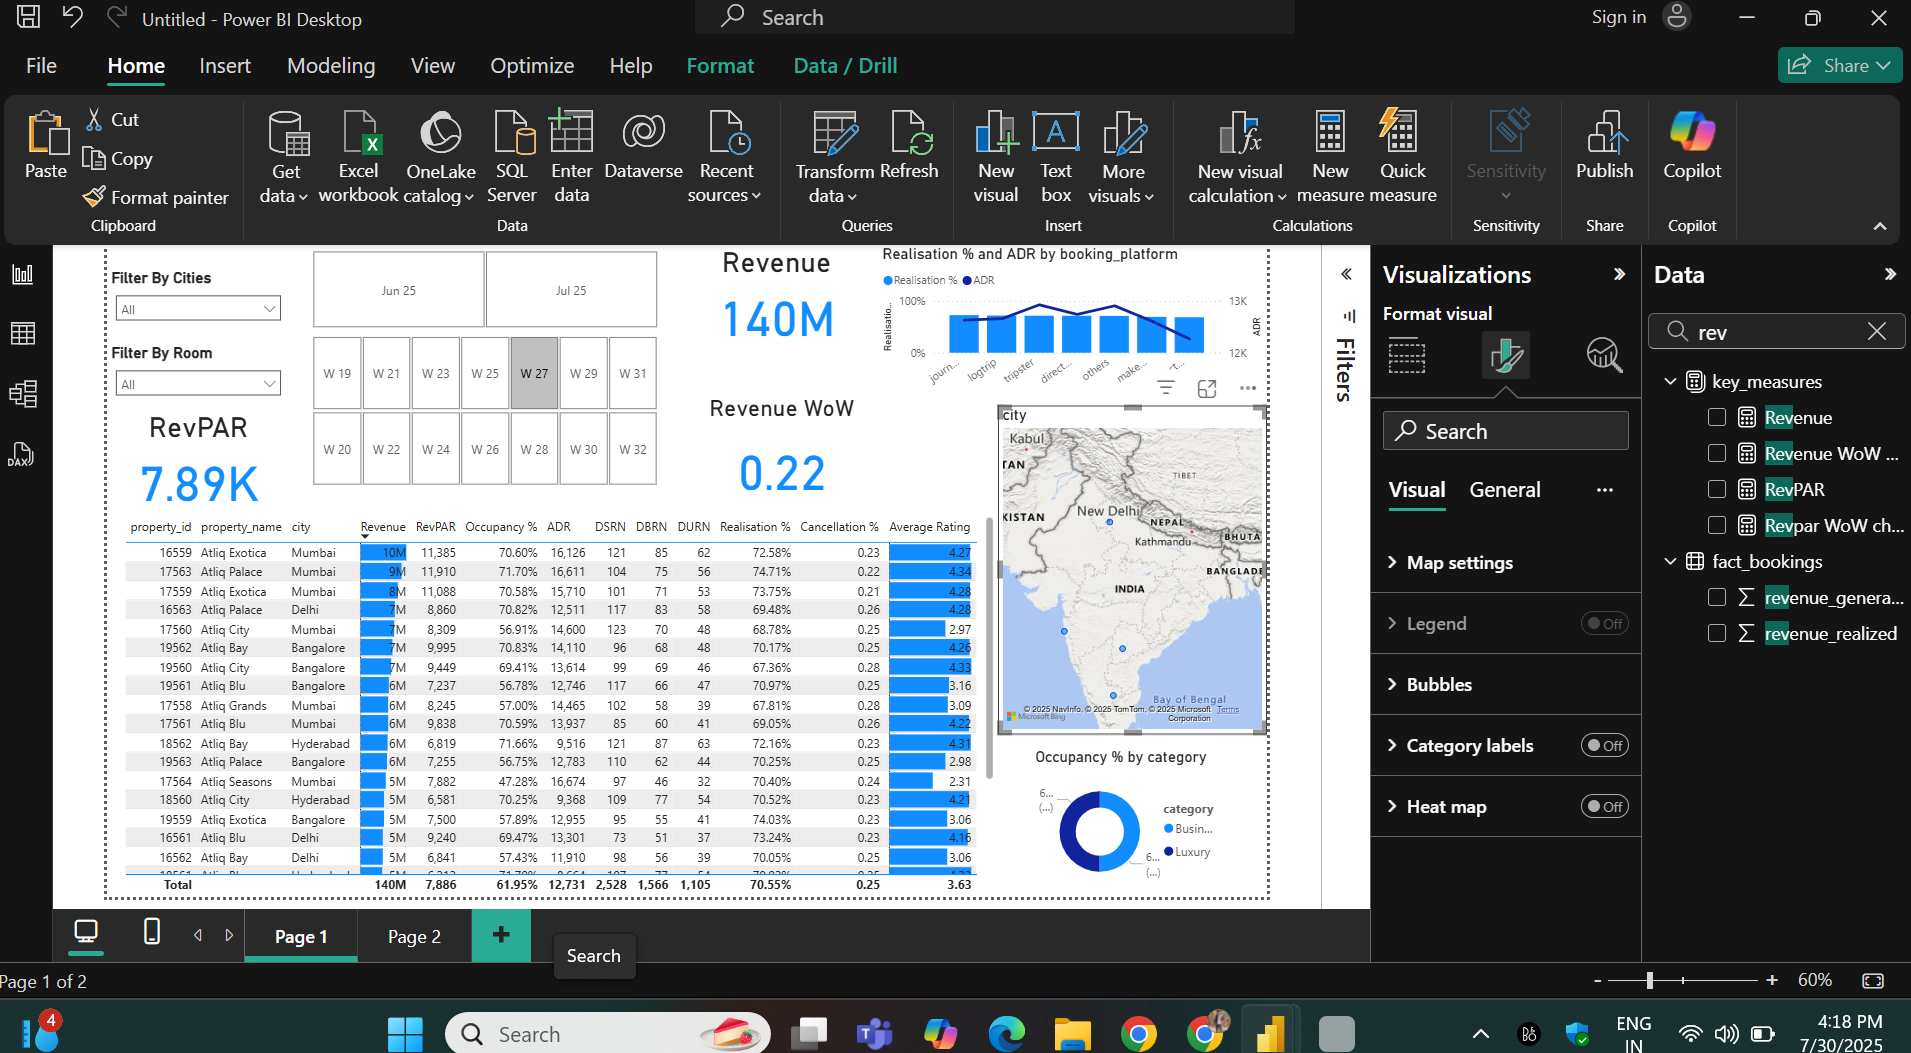 Untitled - Power BI Desktop
Search
Sign in
File
Home
Insert
Modeling
View
Optimize
Help
Format
Data / Drill
Share
Paste
Cut
Copy
Format painter
Clipboard
Get data
Excel workbook
OneLake catalog
SQL Server
Enter data
Dataverse
Recent sources
Data
Transform data
Refresh
Queries
New visual
Text box
More visuals
Insert
New visual calculation
New measure
Quick measure
Calculations
Sensitivity
Sensitivity
Publish
Share
Copilot
Copilot
DAX
Filter By Cities
All
Filter By Room
All
RevPAR
7.89K
Jun 25
Jul 25
W 19
W 21
W 23
W 25
W 27
W 29
W 31
W 20
W 22
W 24
W 26
W 28
W 30
W 32
Revenue
140M
Revenue WoW
0.22
Realisation % and ADR by booking_platform
Realisation % ADR
Realisatio...
100%
0%
13K
12K
ADR
journ...
logtrip
tripster
direct...
others
make...
city
Kabul
TAN
TIBET
KISTAN
New Delhi
NEPAL
Kathmandu
BHUTA
BANGLADE
INDIA
Bay of Bengal
© 2025 NavInfo, © 2025 TomTom, © 2025 Microsoft Corporation
Terms
Microsoft Bing
property_id property_name city Revenue RevPAR Occupancy % ADR DSRN DBRN DURN Realisation % Cancellation % Average Rating
16559 Atliq Exotica Mumbai 10M 11,385 70.60% 16,126 121 85 62 72.58% 0.23 4.27
17563 Atliq Palace Mumbai 9M 11,910 71.70% 16,611 104 75 56 74.71% 0.22 4.34
17559 Atliq Exotica Mumbai 8M 11,088 70.58% 15,710 101 71 53 73.75% 0.21 4.28
16563 Atliq Palace Delhi 7M 8,860 70.82% 12,511 117 83 58 69.48% 0.26 4.28
17560 Atliq City Mumbai 7M 8,309 56.91% 14,600 123 70 48 68.78% 0.25 2.97
19562 Atliq Bay Bangalore 7M 9,995 70.83% 14,110 96 68 48 70.17% 0.25 4.26
19560 Atliq City Bangalore 7M 9,449 69.41% 13,614 99 69 46 67.36% 0.28 4.33
19561 Atliq Blu Bangalore 6M 7,237 56.78% 12,746 117 66 47 70.97% 0.25 3.16
17558 Atliq Grands Mumbai 6M 8,245 57.00% 14,465 102 58 39 67.81% 0.28 3.09
17561 Atliq Blu Mumbai 6M 9,838 70.59% 13,937 85 60 41 69.05% 0.26 4.22
18562 Atliq Bay Hyderabad 6M 6,819 71.66% 9,516 121 87 63 72.16% 0.23 4.31
19563 Atliq Palace Bangalore 6M 7,255 56.75% 12,783 110 62 44 70.25% 0.25 2.98
17564 Atliq Seasons Mumbai 5M 7,882 47.28% 16,674 97 46 32 70.40% 0.24 2.31
18560 Atliq City Hyderabad 5M 6,581 70.25% 9,368 109 77 54 70.52% 0.23 4.21
19559 Atliq Exotica Bangalore 5M 7,500 57.89% 12,955 95 55 41 74.03% 0.23 3.06
16561 Atliq Blu Delhi 5M 9,240 69.47% 13,301 73 51 37 73.24% 0.23 4.16
16562 Atliq Bay Delhi 5M 6,841 57.43% 11,910 98 56 39 70.05% 0.25 3.06
Total 140M 7,886 61.95% 12,731 2,528 1,566 1,105 70.55% 0.25 3.63
Occupancy % by category
6...
(...)
6...
(...)
category
Busin...
Luxury
Filters
Visualizations
Format visual
Search
Visual
General
Map settings
Legend
Off
Bubbles
Category labels
Off
Heat map
Off
Data
rev
key_measures
Revenue
Revenue WoW ...
RevPAR
Revpar WoW ch...
fact_bookings
revenue_genera...
revenue_realized
Page 1
Page 2
+
Search
Page 1 of 2
- + 60%
4
Search
ENG
IN
4:18 PM
7/30/2025